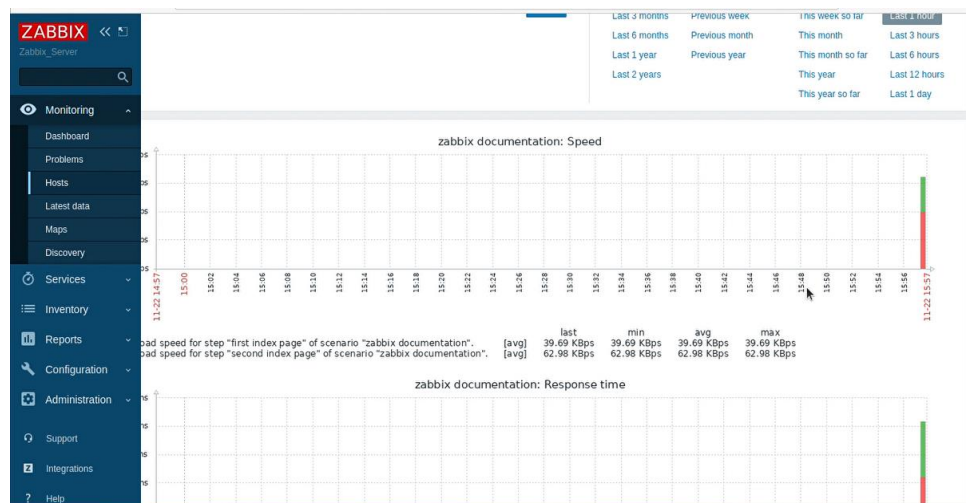 ZABBIX
Zabbix_Server
Monitoring
Dashboard
Problems
Hosts
Latest data
Maps
Discovery
Services
Inventory
Reports
Configuration
Administration
Support
Integrations
Help
Last 3 months Previous week This week so far Last 1 hour
Last 6 months Previous month This month Last 3 hours
Last 1 year Previous year This month so far Last 6 hours
Last 2 years This year Last 12 hours
This year so far Last 1 day
zabbix documentation: Speed
ps
ps
ps
ps
ps
11-22 14:57 15:00 15:02 15:04 15:06 15:08 15:10 15:12 15:14 15:16 15:18 15:20 15:22 15:24 15:26 15:28 15:30 15:32 15:34 15:36 15:38 15:40 15:42 15:44 15:46 15:48 15:50 15:52 15:54 15:56 11-22 15:57
last min avg max
oad speed for step "first index page" of scenario "zabbix documentation". [avg] 39.69 KBps 39.69 KBps 39.69 KBps 39.69 KBps
oad speed for step "second index page" of scenario "zabbix documentation". [avg] 62.98 KBps 62.98 KBps 62.98 KBps 62.98 KBps
zabbix documentation: Response time
ns
ns
ns
ns